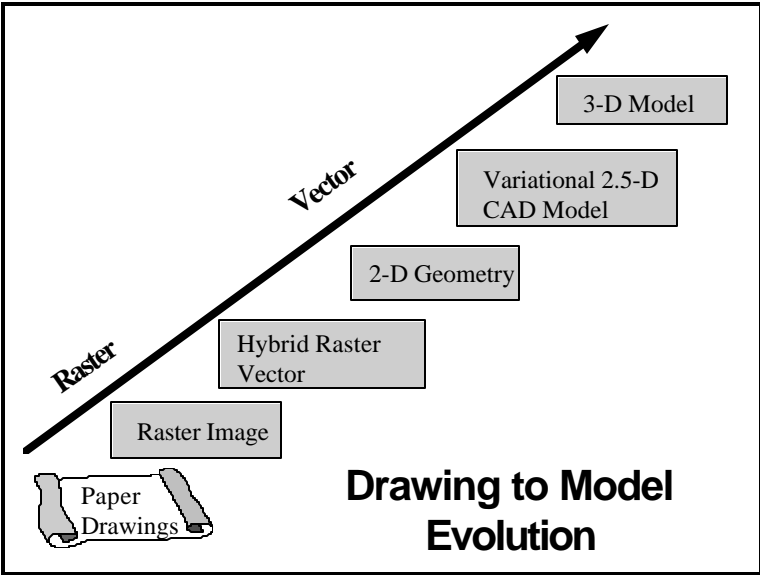 3-D Model
Variational 2.5-D
CAD Model
Vector
2-D Geometry
Hybrid Raster
Vector
Raster
Raster Image
Paper
Drawings
Drawing to Model
Evolution